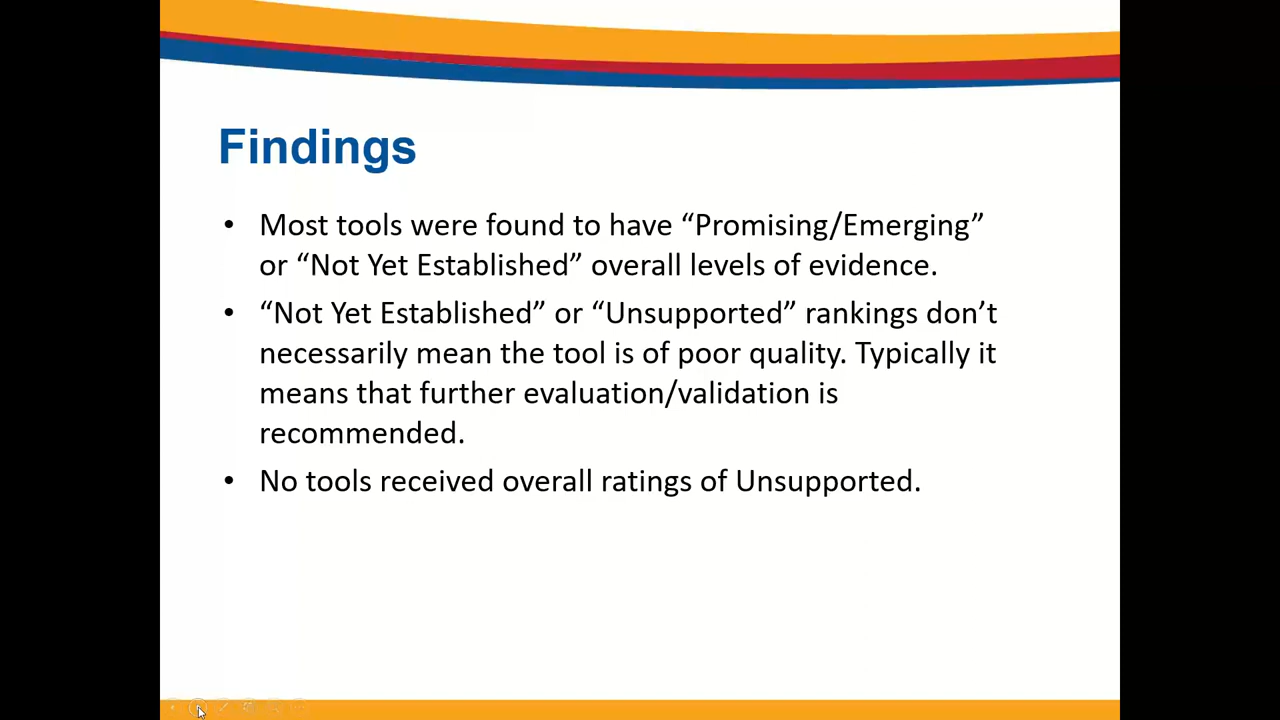 Findings
• Most tools were found to have “Promising/Emerging”
or “Not Yet Established” overall levels of evidence.
• “Not Yet Established” or “Unsupported” rankings don’t
necessarily mean the tool is of poor quality. Typically it
means that further evaluation/validation is
recommended.
• No tools received overall ratings of Unsupported.